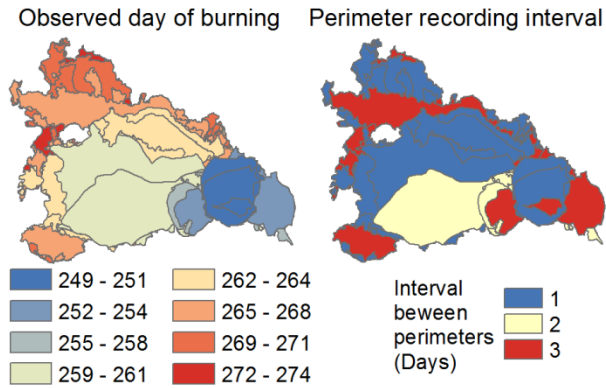 Observed day of burning
Perimeter recording interval
249 - 251
252 - 254
255 - 258
259 - 261
262 - 264
265 - 268
269 - 271
272 - 274
Interval
beween
perimeters
(Days)
1
2
3